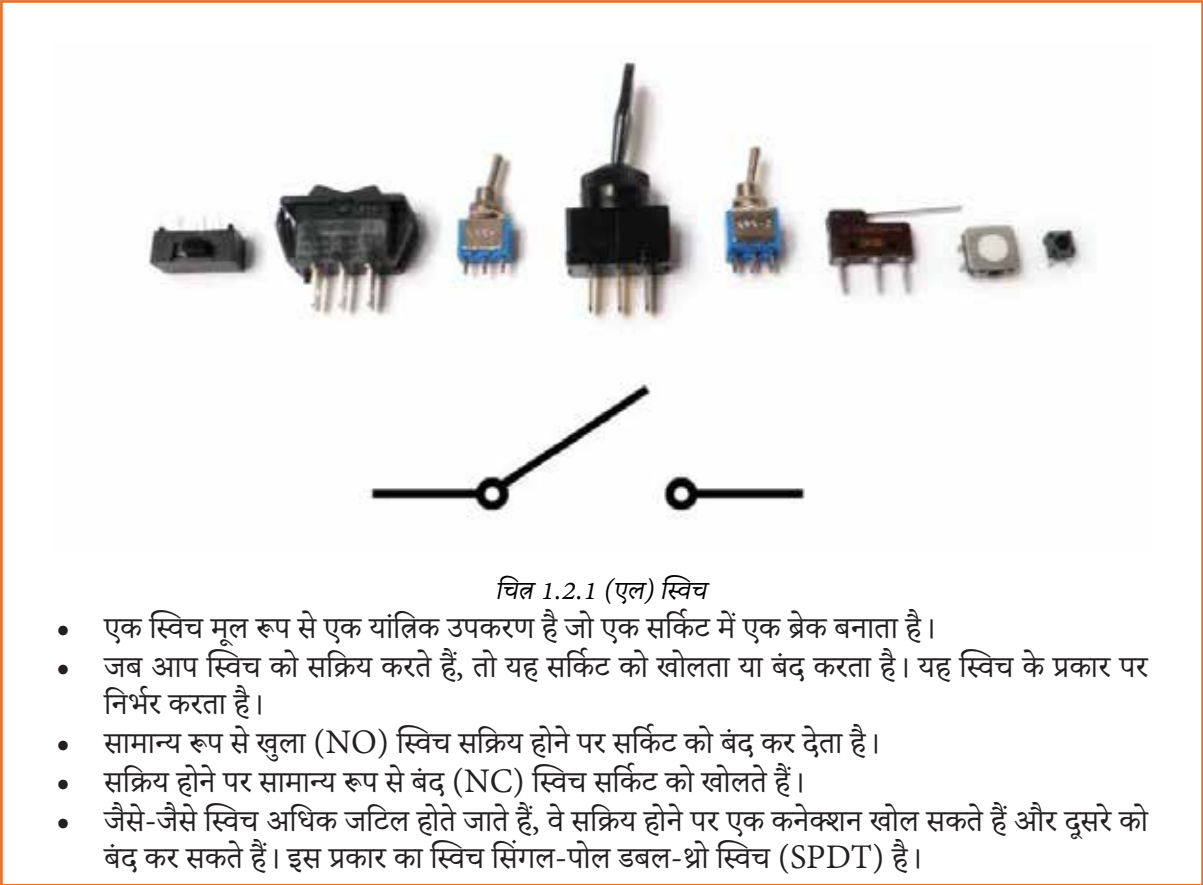 चित्र 1.2.1 (एल) स्विच
• एक स्विच मूल रूप से एक यांत्रिक उपकरण है जो एक सर्किट में एक ब्रेक बनाता है।
• जब आप स्विच को सक्रिय करते हैं, तो यह सर्किट को खोलता या बंद करता है। यह स्विच के प्रकार पर
निर्भर करता है।
• सामान्य रूप से खुला (NO) स्विच सक्रिय होने पर सर्किट को बंद कर देता है।
• सक्रिय होने पर सामान्य रूप से बंद (NC) स्विच सर्किट को खोलते हैं।
• जैसे-जैसे स्विच अधिक जटिल होते जाते हैं, वे सक्रिय होने पर एक कनेक्शन खोल सकते हैं और दूसरे को
बंद कर सकते हैं। इस प्रकार का स्विच सिंगल-पोल डबल-थ्रो स्विच (SPDT) है।